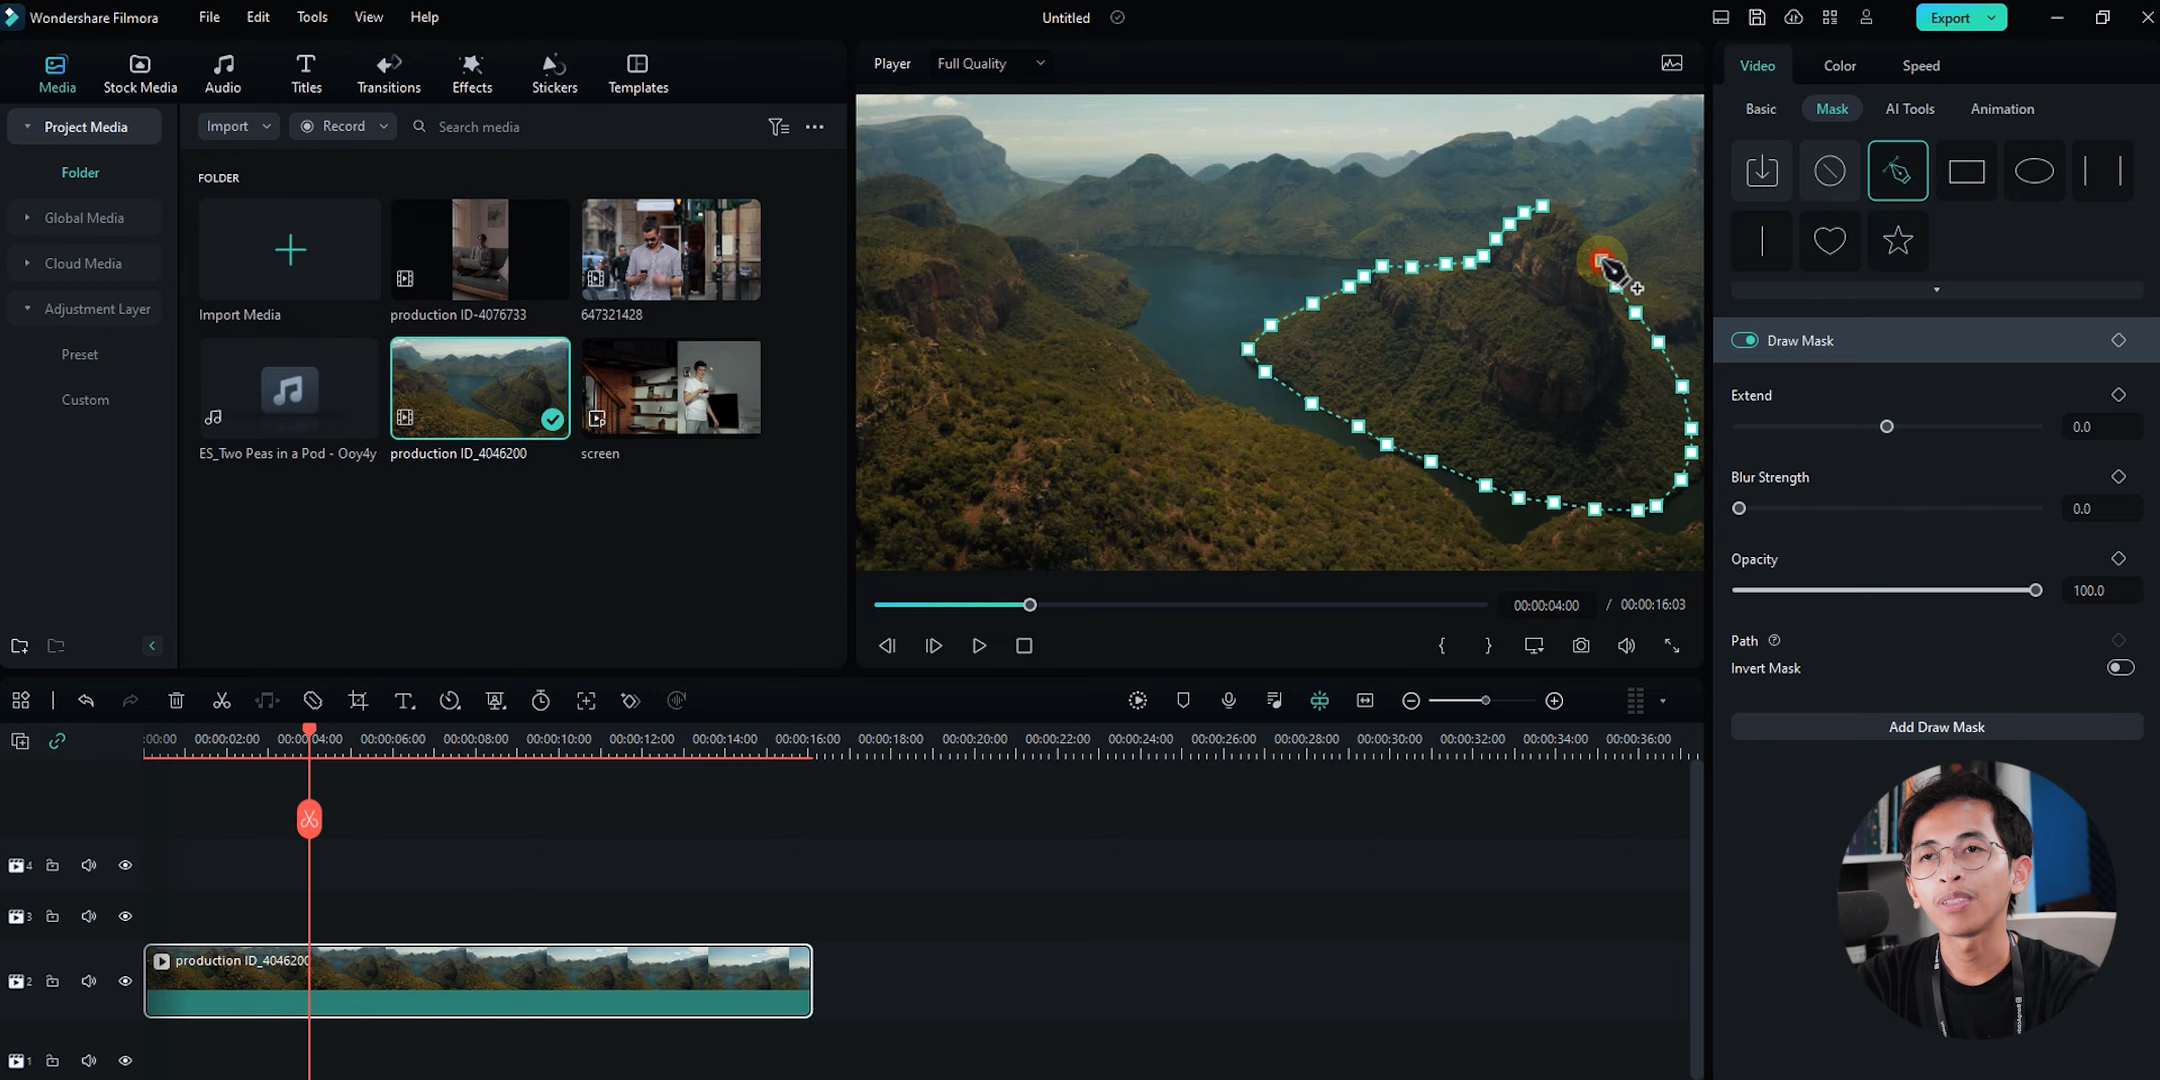 Wondershare Filmora File Edit Tools View Help Untitled Export
Media Stock Media Audio Titles Transitions Effects Stickers Templates
Project Media
Folder
Global Media
Cloud Media
Adjustment Layer
Preset
Custom
Import Record Search media
FOLDER
Import Media production ID-4076733 647321428
ES_Two Peas in a Pod - Ooy4y production ID_4046200 screen
Player Full Quality
00:00:04:00 / 00:00:16:03
Video Color Speed
Basic Mask AI Tools Animation
Draw Mask
Extend
0.0
Blur Strength
0.0
Opacity
100.0
Path
Invert Mask
Add Draw Mask
:00:00 00:00:02:00 00:00:04:00 00:00:06:00 00:00:08:00 00:00:10:00 00:00:12:00 00:00:14:00 00:00:16:00 00:00:18:00 00:00:20:00 00:00:22:00 00:00:24:00 00:00:26:00 00:00:28:00 00:00:30:00 00:00:32:00 00:00:34:00 00:00:36:00
4
3
production ID_4046200
2
1